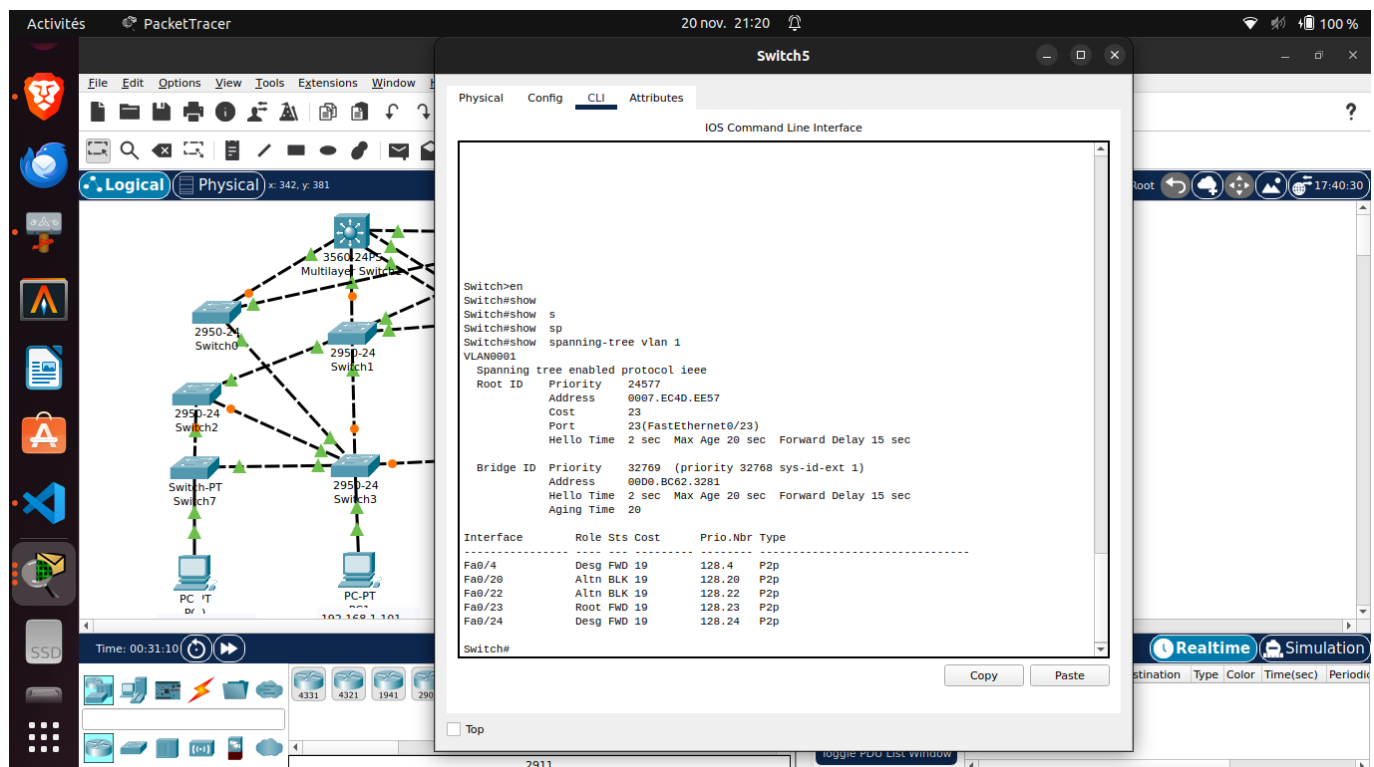 Activités PacketTracer 20 nov. 21:20 100 %
Switch5
File Edit Options View Tools Extensions Window
Physical Config CLI Attributes
?
IOS Command Line Interface
Logical Physical x: 342, y: 381 Root 17:40:30
3560-24PS
Multilayer Switch
2950-24
Switch0
2950-24
Switch1
2950-24
Switch2
Switch-PT
Switch7
2950-24
Switch3
PC-PT
PC-PT
192.168.1.101
Switch>en
Switch#show
Switch#show s
Switch#show sp
Switch#show spanning-tree vlan 1
VLAN0001
Spanning tree enabled protocol ieee
Root ID Priority 24577
Address 0007.EC4D.EE57
Cost 23
Port 23(FastEthernet0/23)
Hello Time 2 sec Max Age 20 sec Forward Delay 15 sec
Bridge ID Priority 32769 (priority 32768 sys-id-ext 1)
Address 00D0.BC62.3281
Hello Time 2 sec Max Age 20 sec Forward Delay 15 sec
Aging Time 20
Interface Role Sts Cost Prio.Nbr Type
---------------- ---- --- --------- -------- --------------------------------
Fa0/4 Desg FWD 19 128.4 P2p
Fa0/20 Altn BLK 19 128.20 P2p
Fa0/22 Altn BLK 19 128.22 P2p
Fa0/23 Root FWD 19 128.23 P2p
Fa0/24 Desg FWD 19 128.24 P2p
Switch#
Time: 00:31:10 Realtime Simulation
Copy Paste
stination Type Color Time(sec) Periodic
4331 4321 1941 290
SSD
Top
Toggle PDU List Window
2911